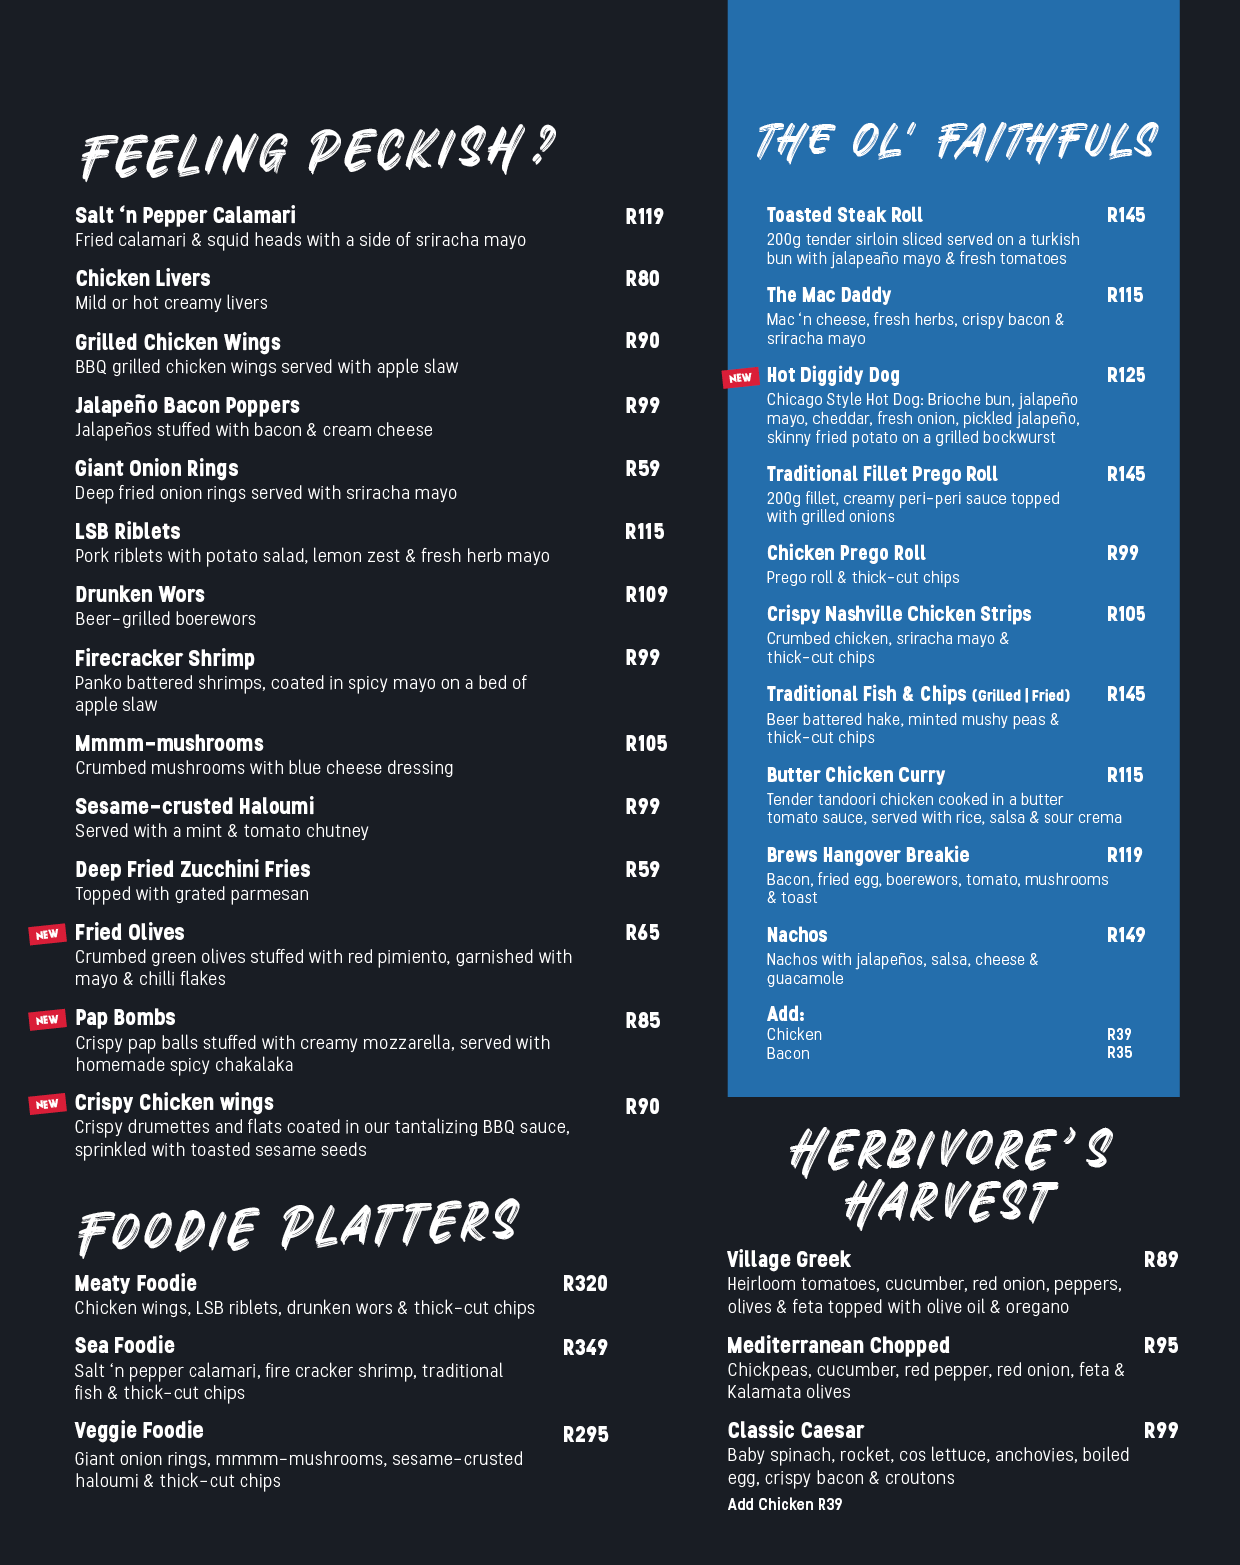 FEELING PECKISH?
Salt ‘n Pepper Calamari R119
Fried calamari & squid heads with a side of sriracha mayo
Chicken Livers R80
Mild or hot creamy livers
Grilled Chicken Wings R90
BBQ grilled chicken wings served with apple slaw
Jalapeño Bacon Poppers R99
Jalapeños stuffed with bacon & cream cheese
Giant Onion Rings R59
Deep fried onion rings served with sriracha mayo
LSB Riblets R115
Pork riblets with potato salad, lemon zest & fresh herb mayo
Drunken Wors R109
Beer-grilled boerewors
Firecracker Shrimp R99
Panko battered shrimps, coated in spicy mayo on a bed of
apple slaw
Mmmm-mushrooms R105
Crumbed mushrooms with blue cheese dressing
Sesame-crusted Haloumi R99
Served with a mint & tomato chutney
Deep Fried Zucchini Fries R59
Topped with grated parmesan
NEW Fried Olives R65
Crumbed green olives stuffed with red pimiento, garnished with
mayo & chilli flakes
NEW Pap Bombs R85
Crispy pap balls stuffed with creamy mozzarella, served with
homemade spicy chakalaka
NEW Crispy Chicken wings R90
Crispy drumettes and flats coated in our tantalizing BBQ sauce,
sprinkled with toasted sesame seeds
FOODIE PLATTERS
Meaty Foodie R320
Chicken wings, LSB riblets, drunken wors & thick-cut chips
Sea Foodie R349
Salt ‘n pepper calamari, fire cracker shrimp, traditional
fish & thick-cut chips
Veggie Foodie R295
Giant onion rings, mmmm-mushrooms, sesame-crusted
haloumi & thick-cut chips
THE OL' FAITHFULS
Toasted Steak Roll R145
200g tender sirloin sliced served on a turkish
bun with jalapeaño mayo & fresh tomatoes
The Mac Daddy R115
Mac ‘n cheese, fresh herbs, crispy bacon &
sriracha mayo
NEW Hot Diggidy Dog R125
Chicago Style Hot Dog: Brioche bun, jalapeño
mayo, cheddar, fresh onion, pickled jalapeño,
skinny fried potato on a grilled bockwurst
Traditional Fillet Prego Roll R145
200g fillet, creamy peri-peri sauce topped
with grilled onions
Chicken Prego Roll R99
Prego roll & thick-cut chips
Crispy Nashville Chicken Strips R105
Crumbed chicken, sriracha mayo &
thick-cut chips
Traditional Fish & Chips (Grilled | Fried) R145
Beer battered hake, minted mushy peas &
thick-cut chips
Butter Chicken Curry R115
Tender tandoori chicken cooked in a butter
tomato sauce, served with rice, salsa & sour crema
Brews Hangover Breakie R119
Bacon, fried egg, boerewors, tomato, mushrooms
& toast
Nachos R149
Nachos with jalapeños, salsa, cheese &
guacamole
Add:
Chicken R39
Bacon R35
HERBIVORE'S
HARVEST
Village Greek R89
Heirloom tomatoes, cucumber, red onion, peppers,
olives & feta topped with olive oil & oregano
Mediterranean Chopped R95
Chickpeas, cucumber, red pepper, red onion, feta &
Kalamata olives
Classic Caesar R99
Baby spinach, rocket, cos lettuce, anchovies, boiled
egg, crispy bacon & croutons
Add Chicken R39